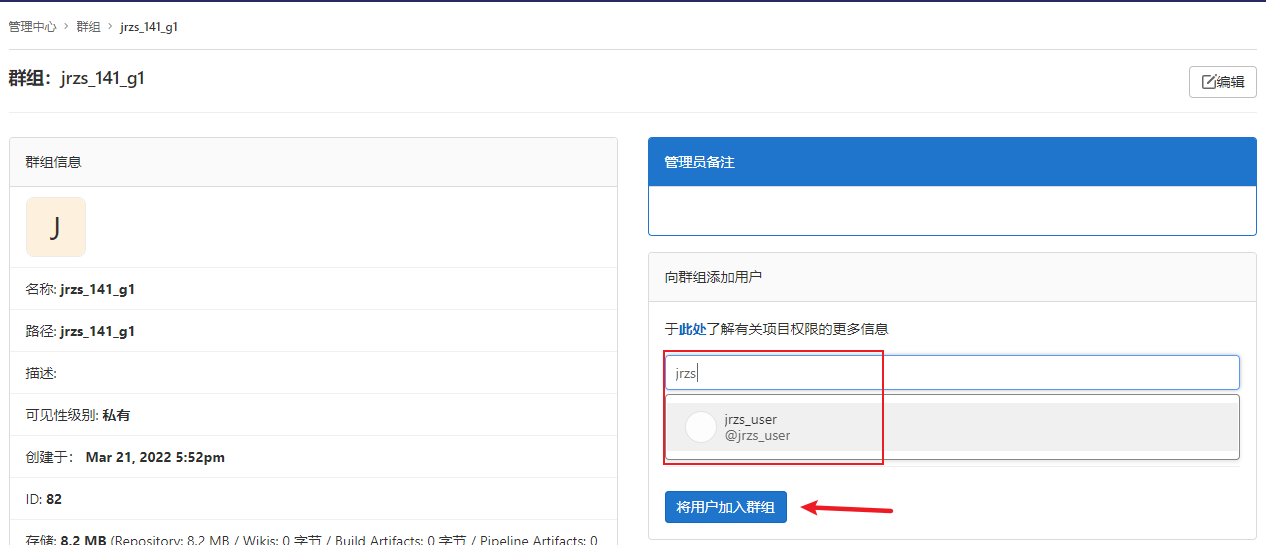 管理中心 > 群组 > jrzs_141_g1
群组：jrzs_141_g1
编辑
群组信息
J
名称: jrzs_141_g1
路径: jrzs_141_g1
描述:
可见性级别: 私有
创建于： Mar 21, 2022 5:52pm
ID: 82
存储: 8.2 MB (Repository: 8.2 MB / Wikis: 0 字节 / Build Artifacts: 0 字节 / Pipeline Artifacts: 0
管理员备注
向群组添加用户
于此处了解有关项目权限的更多信息
jrzs
jrzs_user
@jrzs_user
将用户加入群组